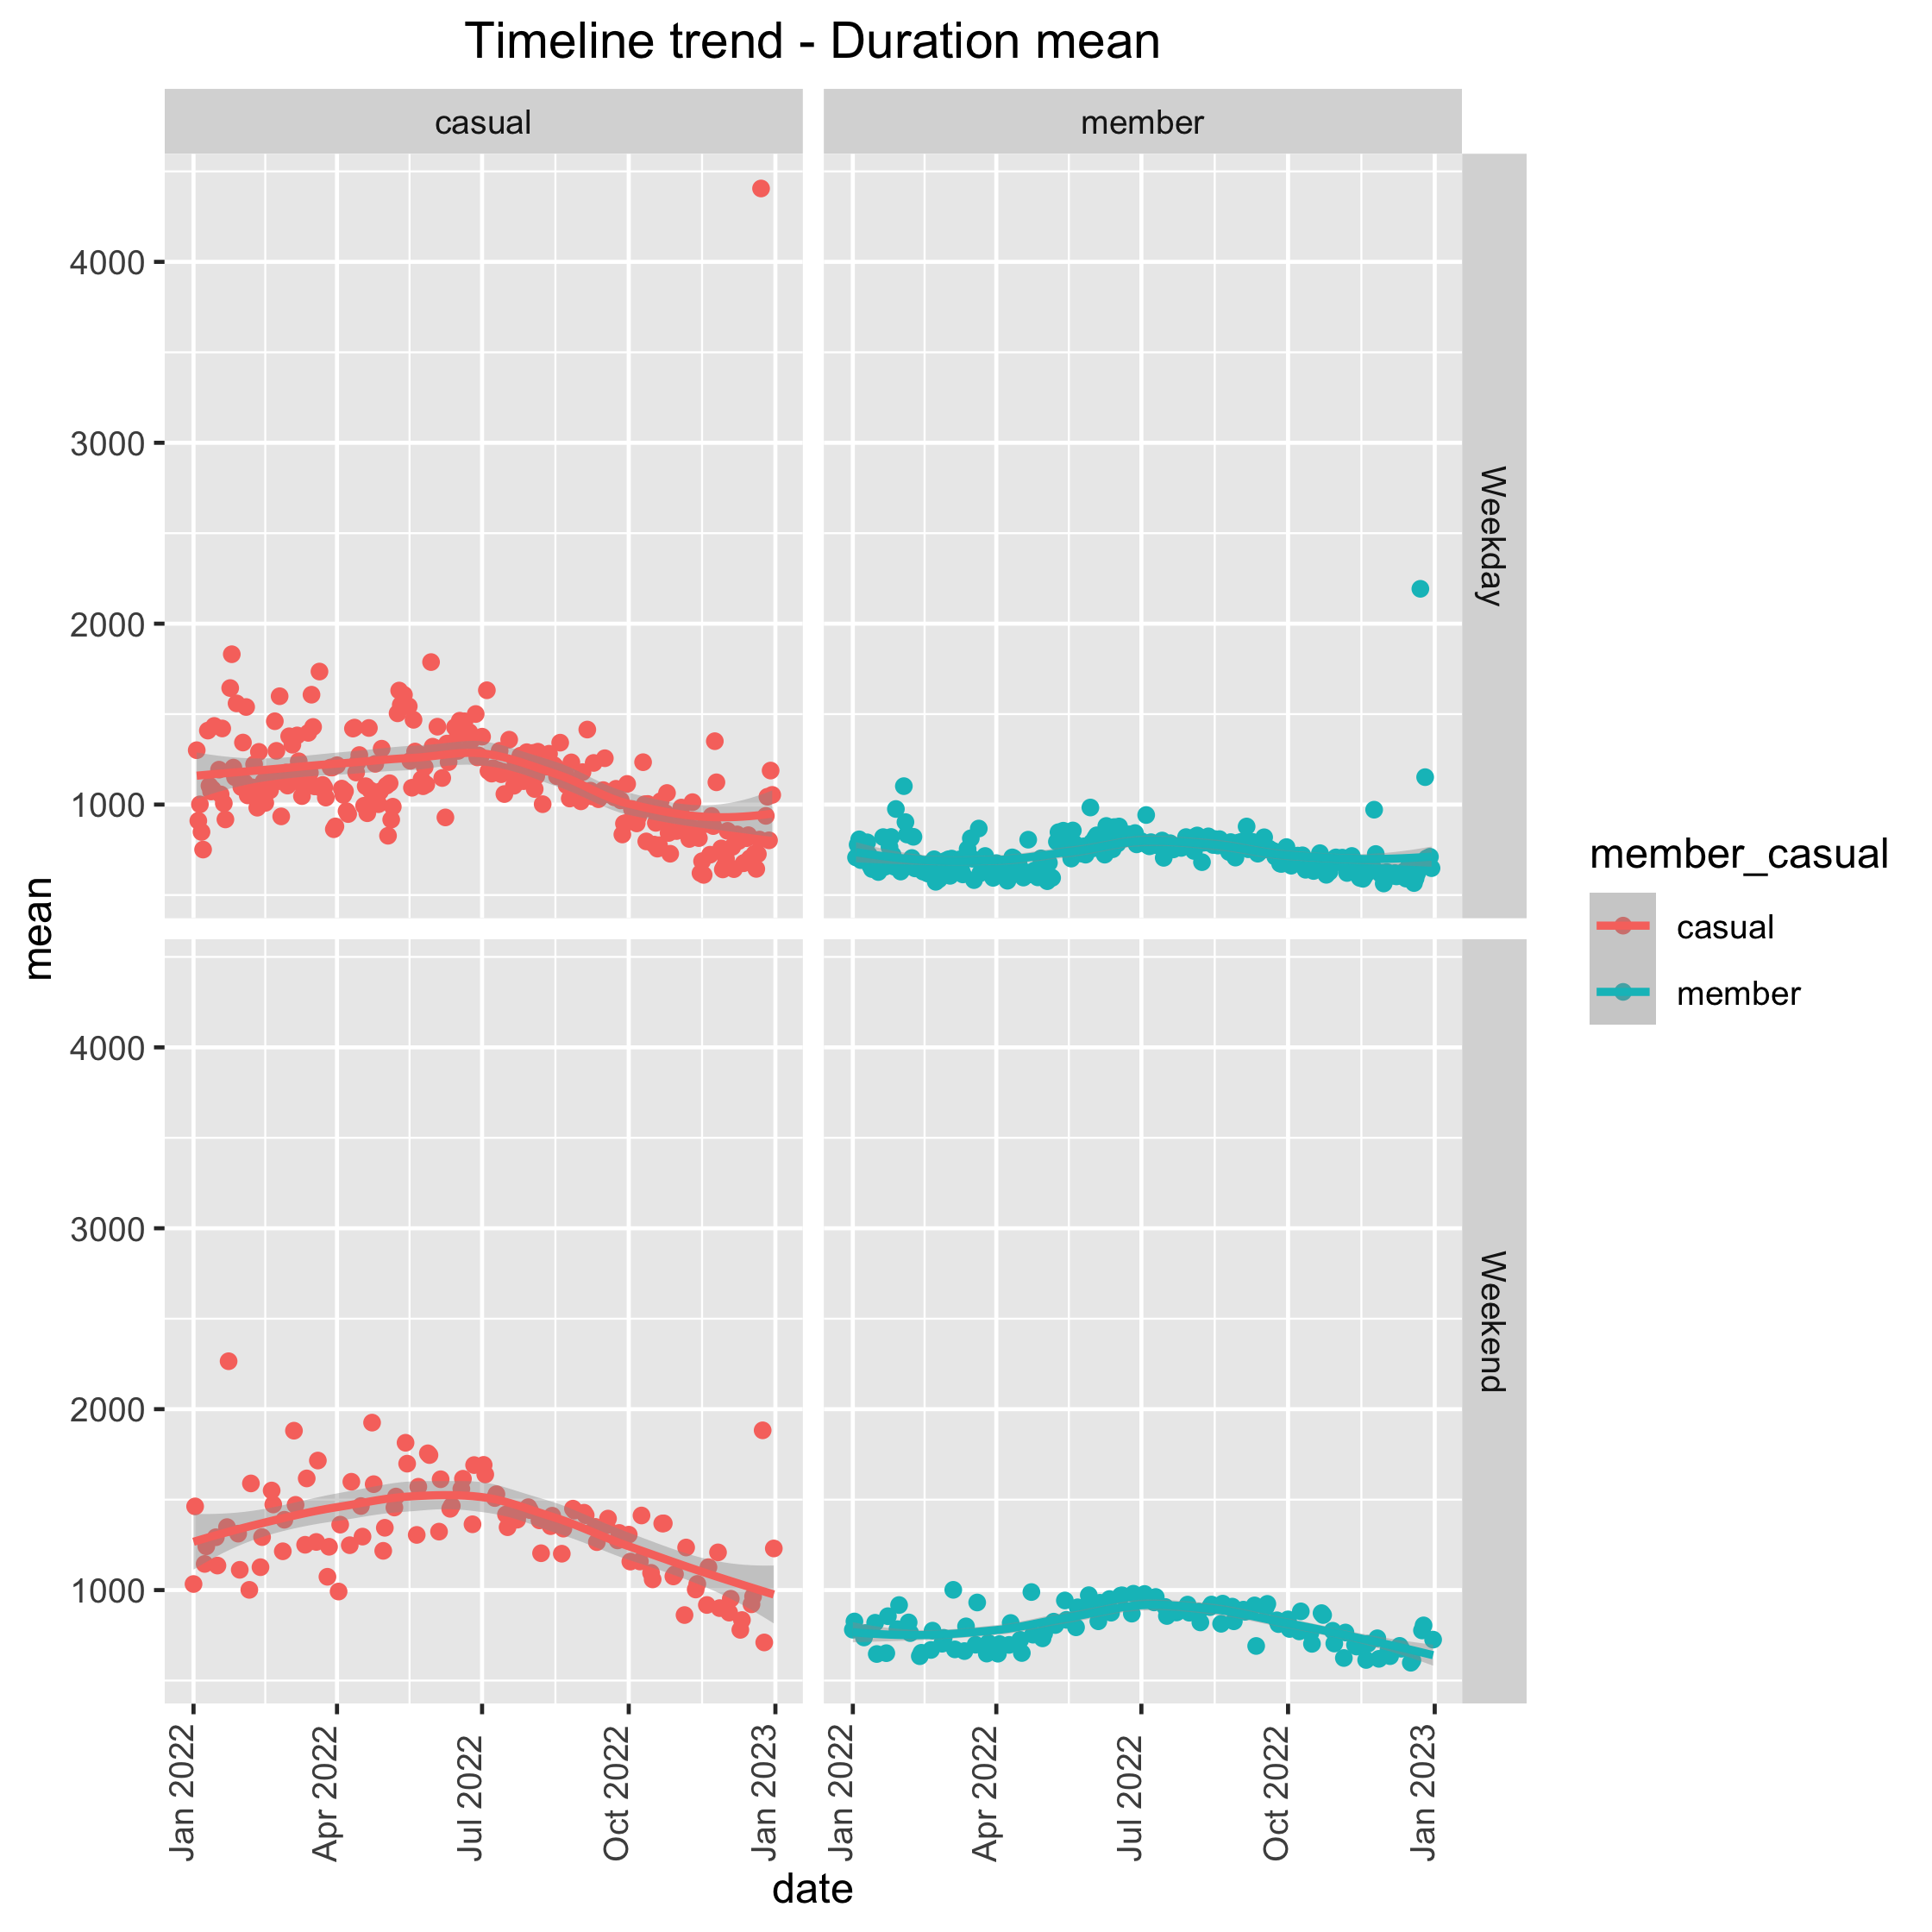 Timeline trend - Duration mean
casual
member
4000
3000
2000
1000
Weekday
4000
3000
2000
1000
Weekend
mean
Jan 2022
Apr 2022
Jul 2022
Oct 2022
Jan 2023
Jan 2022
Apr 2022
Jul 2022
Oct 2022
Jan 2023
date
member_casual
casual
member